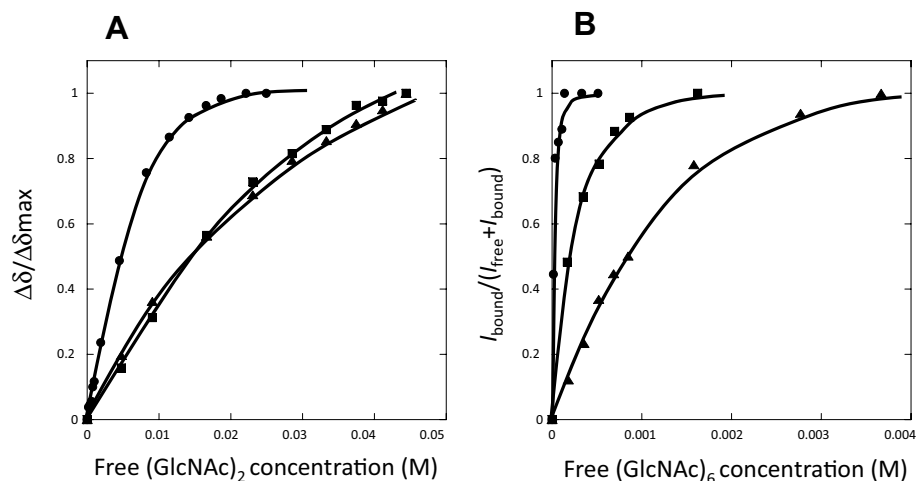 A
Δδ/Δδmax
1
0.8
0.6
0.4
0.2
0
0 0.01 0.02 0.03 0.04 0.05
Free (GlcNAc)2 concentration (M)
B
Ibound/(Ifree+Ibound)
1
0.8
0.6
0.4
0.2
0
0 0.001 0.002 0.003 0.004
Free (GlcNAc)6 concentration (M)